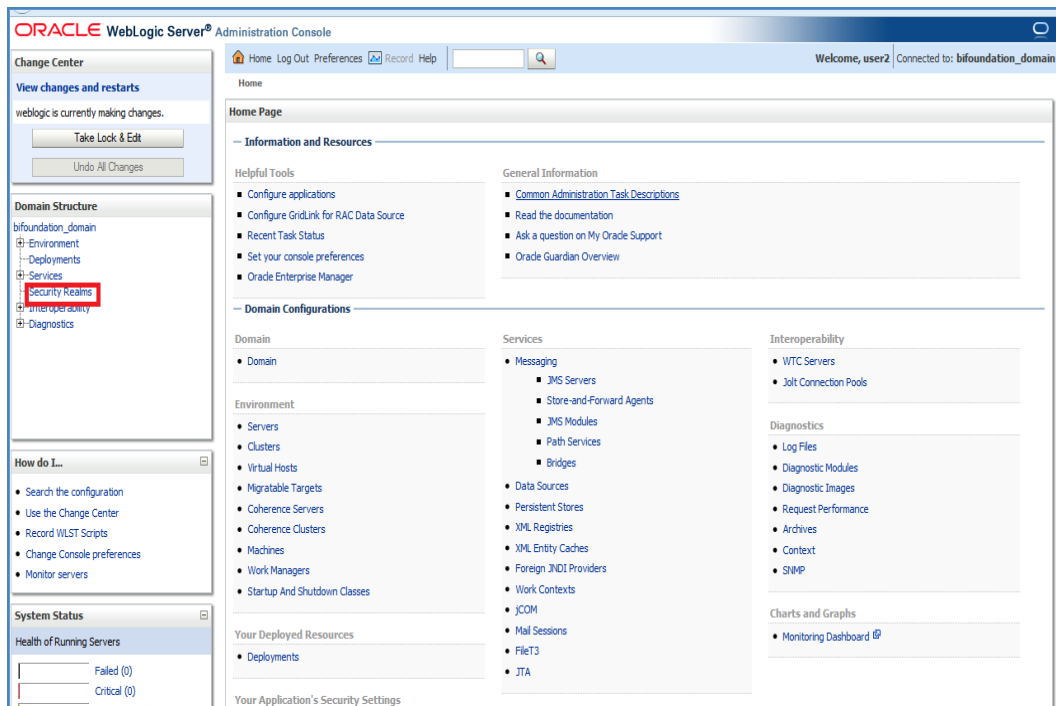 ORACLE WebLogic Server® Administration Console
Change Center
View changes and restarts
weblogic is currently making changes.
Take Lock & Edit
Undo All Changes
Domain Structure
bifoundation_domain
Environment
Deployments
Services
Security Realms
Interoperability
Diagnostics
How do I...
Search the configuration
Use the Change Center
Record WLST Scripts
Change Console preferences
Monitor servers
System Status
Health of Running Servers
Failed (0)
Critical (0)
Home Log Out Preferences Record Help
Welcome, user2 Connected to: bifoundation_domain
Home
Home Page
Information and Resources
Helpful Tools
Configure applications
Configure GridLink for RAC Data Source
Recent Task Status
Set your console preferences
Oracle Enterprise Manager
General Information
Common Administration Task Descriptions
Read the documentation
Ask a question on My Oracle Support
Oracle Guardian Overview
Domain Configurations
Domain
Domain
Environment
Servers
Clusters
Virtual Hosts
Migratable Targets
Coherence Servers
Coherence Clusters
Machines
Work Managers
Startup And Shutdown Classes
Your Deployed Resources
Deployments
Your Application's Security Settings
Services
Messaging
JMS Servers
Store-and-Forward Agents
JMS Modules
Path Services
Bridges
Data Sources
Persistent Stores
XML Registries
XML Entity Caches
Foreign JNDI Providers
Work Contexts
jCOM
Mail Sessions
FileT3
JTA
Interoperability
WTC Servers
Jolt Connection Pools
Diagnostics
Log Files
Diagnostic Modules
Diagnostic Images
Request Performance
Archives
Context
SNMP
Charts and Graphs
Monitoring Dashboard